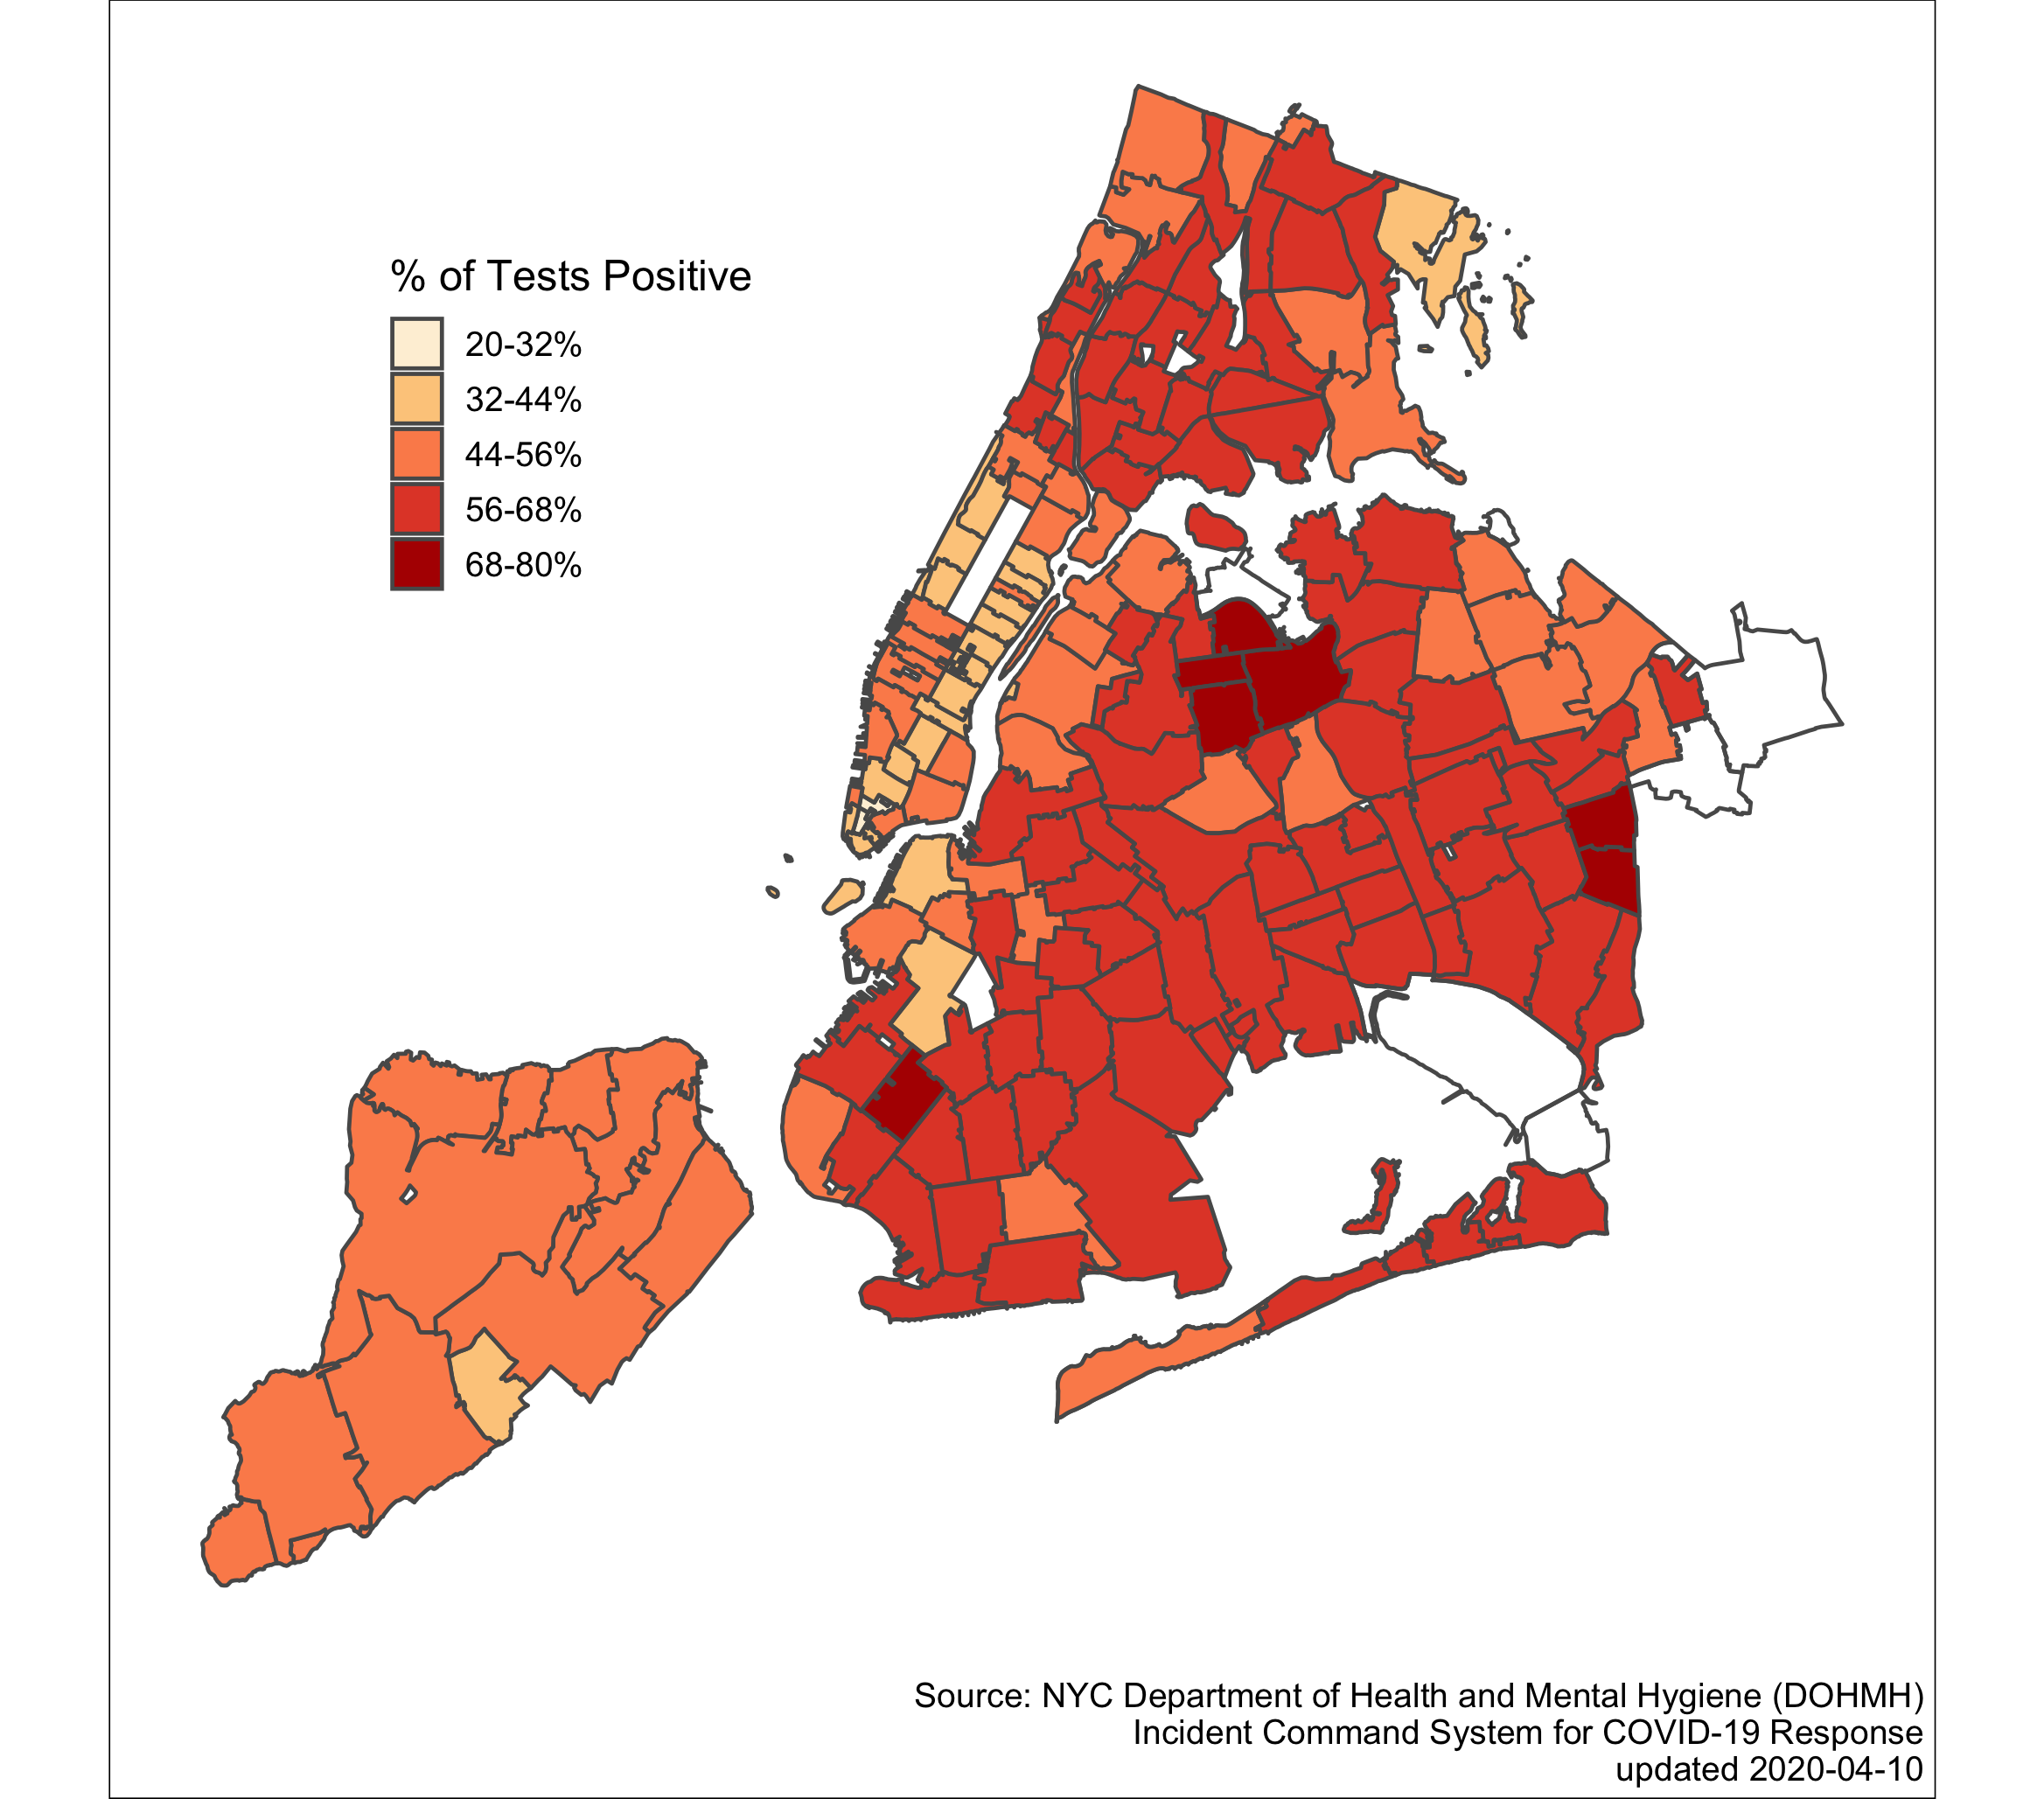 % of Tests Positive
20-32%
32-44%
44-56%
56-68%
68-80%
Source: NYC Department of Health and Mental Hygiene (DOHMH)
Incident Command System for COVID-19 Response
updated 2020-04-10